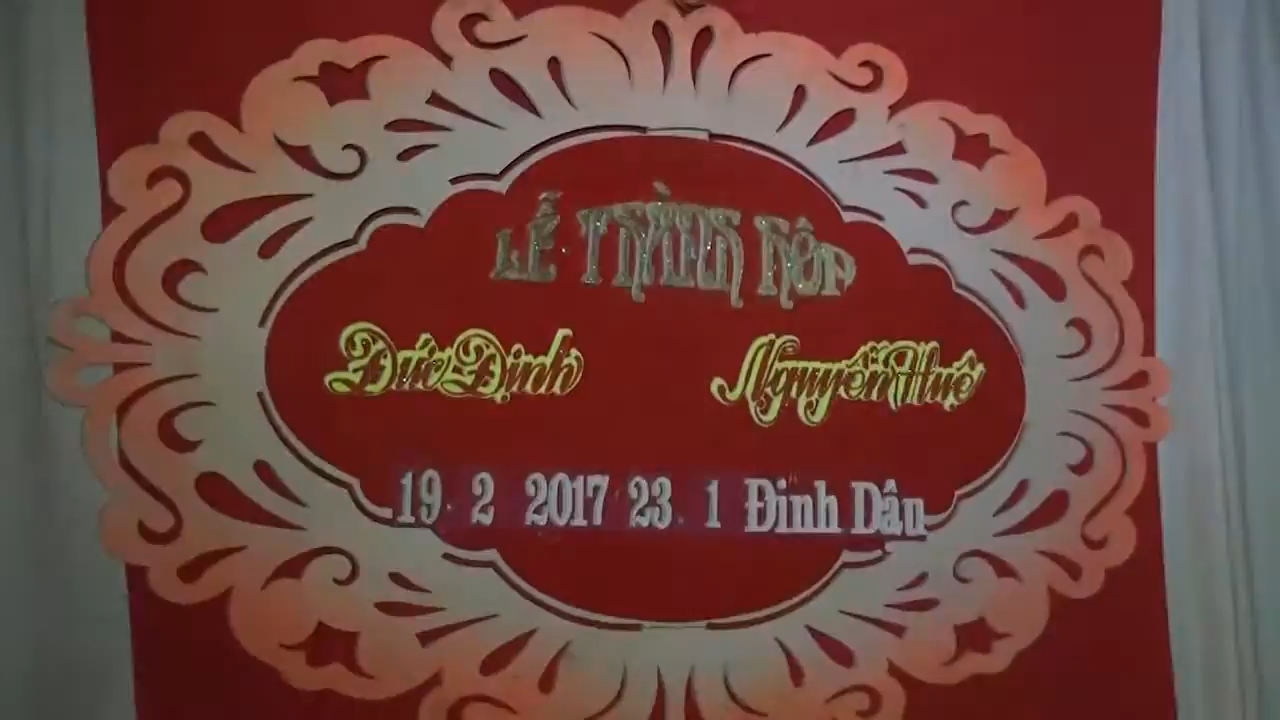 LỄ THÀNH HÔN
Đức Định Nguyễn Huệ
19. 2 2017 23. 1 Đinh Dậu